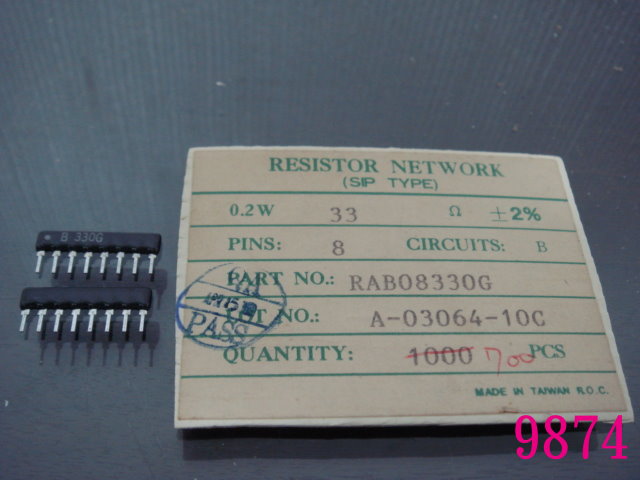 RESISTOR NETWORK
(SIP TYPE)
0.2W 33 Ω ±2%
PINS: 8 CIRCUITS: B
PART NO.: RAB08330G
NO.: A-03064-10C
QUANTITY: 1000 700 PCS
MADE IN TAIWAN R.O.C.
PASS
B 330G
9874